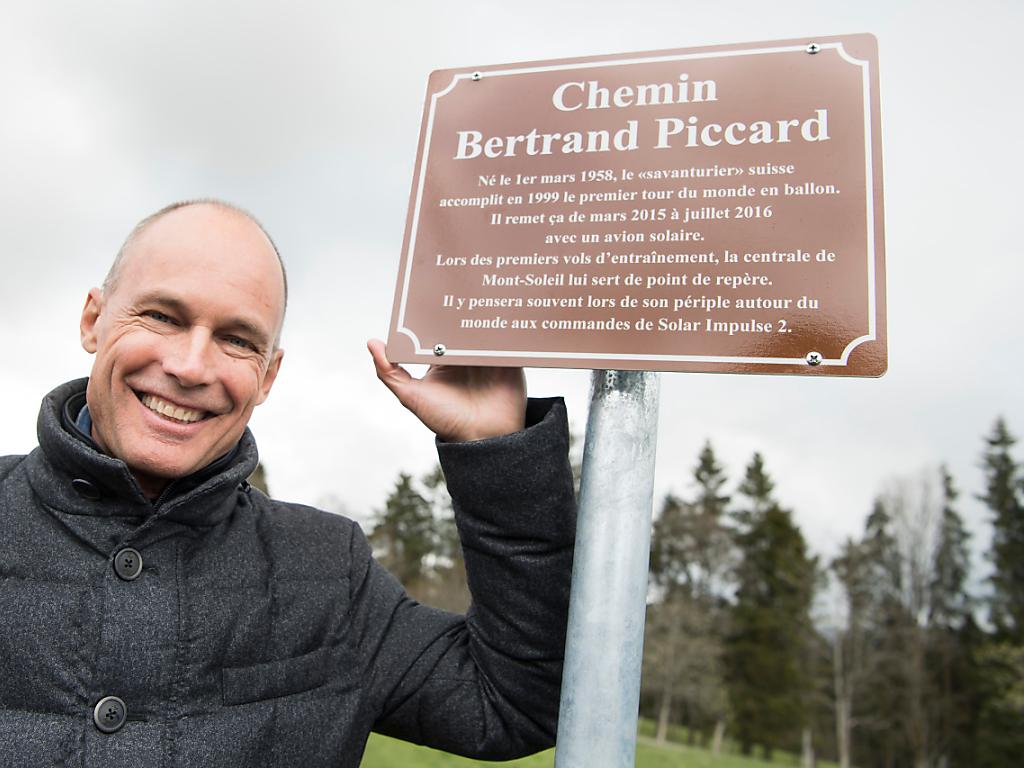 Chemin
Bertrand Piccard
Né le 1er mars 1958, le «savanturier» suisse
accomplit en 1999 le premier tour du monde en ballon.
Il remet ça de mars 2015 à juillet 2016
avec un avion solaire.
Lors des premiers vols d’entraînement, la centrale de
Mont-Soleil lui sert de point de repère.
Il y pensera souvent lors de son périple autour du
monde aux commandes de Solar Impulse 2.